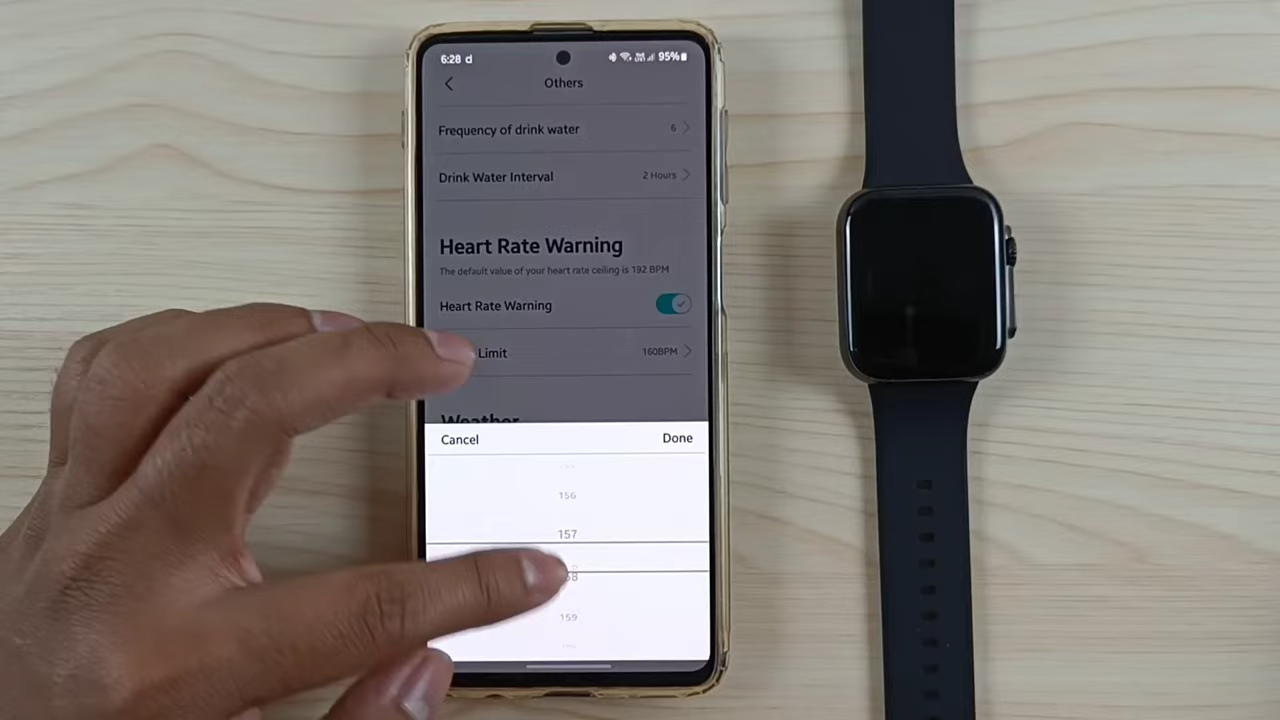 6:28 d 95%
Others
Frequency of drink water 6
Drink Water Interval 2 Hours
Heart Rate Warning
The default value of your heart rate ceiling is 192 BPM
Heart Rate Warning
Limit 160BPM
Weather
Cancel Done
156
157
159